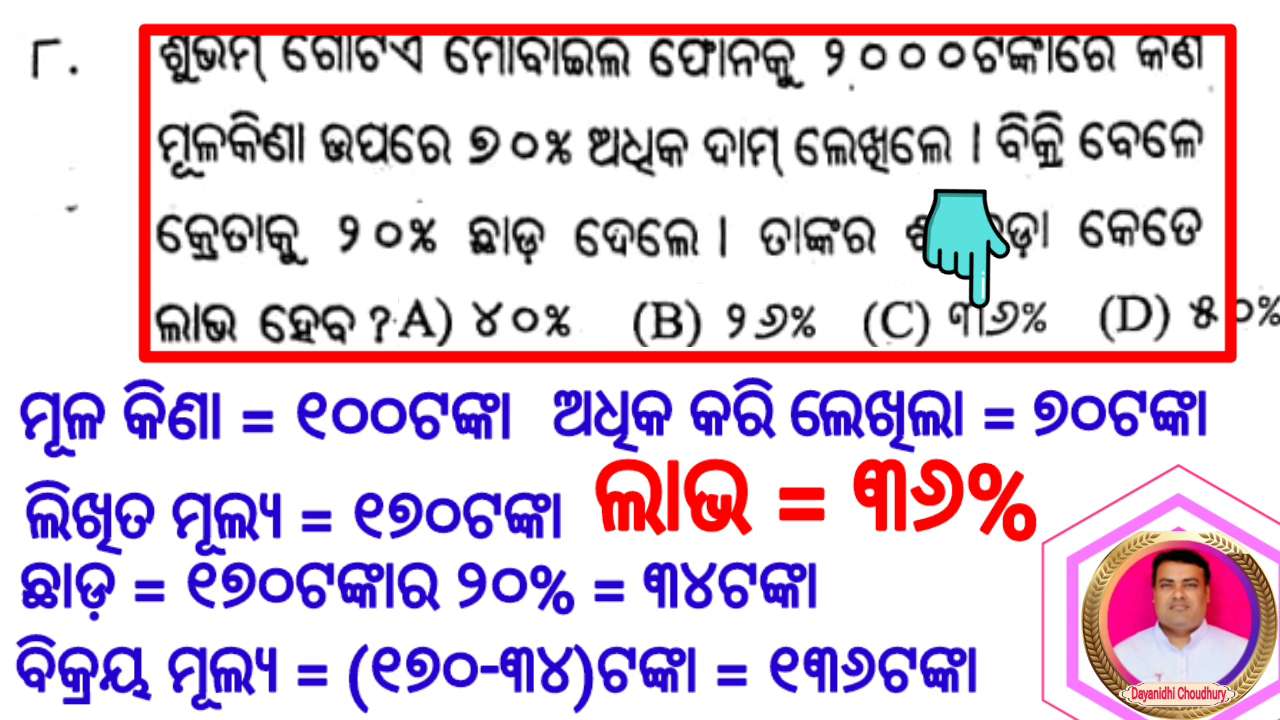 ୮. ଶୁଭମ୍ ଗୋଟିଏ ମୋବାଇଲ ଫୋନକୁ ୨୦୦୦ଟଙ୍କାରେ କିଣି
ମୂଳକିଣା ଉପରେ ୭୦% ଅଧିକ ଦାମ୍ ଲେଖିଲେ । ବିକ୍ରି ବେଳେ
କ୍ରେତାକୁ ୨୦% ଛାଡ଼ ଦେଲେ । ତାଙ୍କର କେତେ
ଲାଭ ହେବ ? A) ୪୦% (B) ୨୬% (C) ୩୬% (D) ୫୦%
ମୂଳ କିଣା = ୧୦୦ଟଙ୍କା ଅଧିକ କରି ଲେଖିଲା = ୭୦ଟଙ୍କା
ଲିଖିତ ମୂଲ୍ୟ = ୧୭୦ଟଙ୍କା ଲାଭ = ୩୬%
ଛାଡ଼ = ୧୭୦ଟଙ୍କାର ୨୦% = ୩୪ଟଙ୍କା
ବିକ୍ରୟ ମୂଲ୍ୟ = (୧୭୦-୩୪)ଟଙ୍କା = ୧୩୬ଟଙ୍କା
Dayanidhi Choudhury